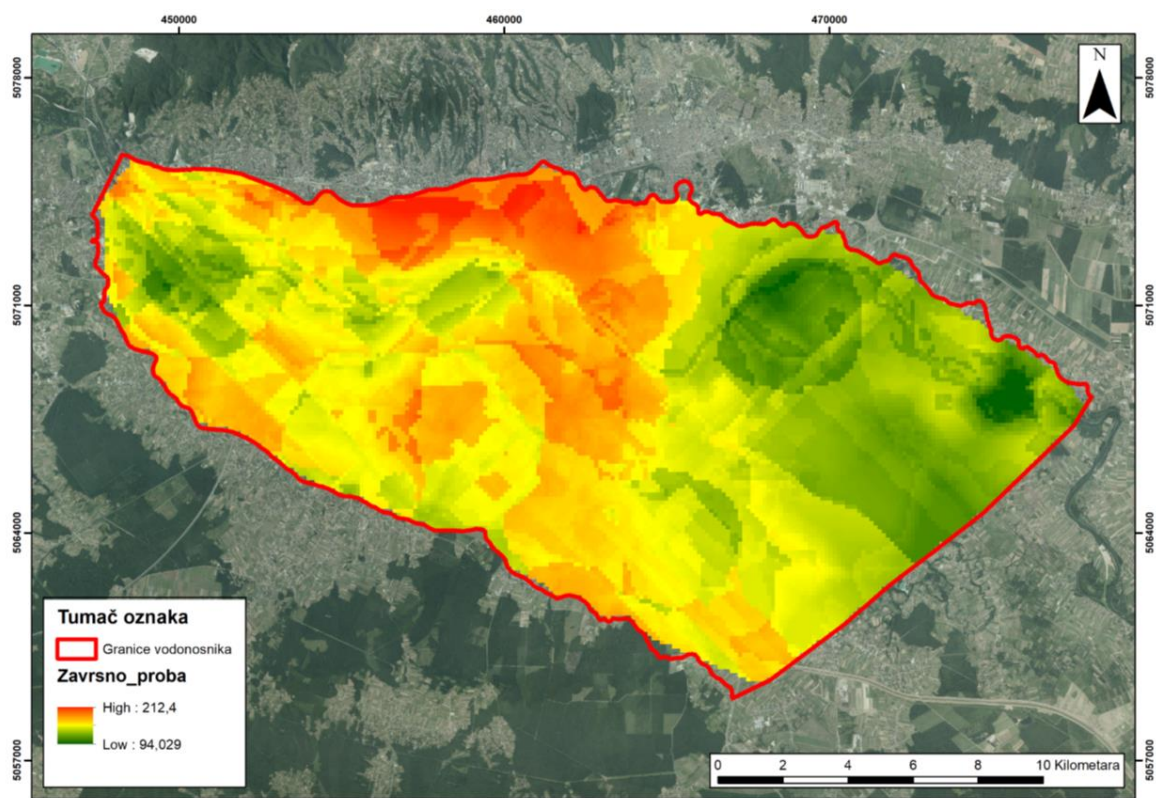 450000 460000 470000
5078000 5078000
N
5071000 5071000
5064000 5064000
5057000 5057000
Tumač oznaka
Granice vodonosnika
Zavrsno_proba
High : 212,4
Low : 94,029
0 2 4 6 8 10 Kilometara